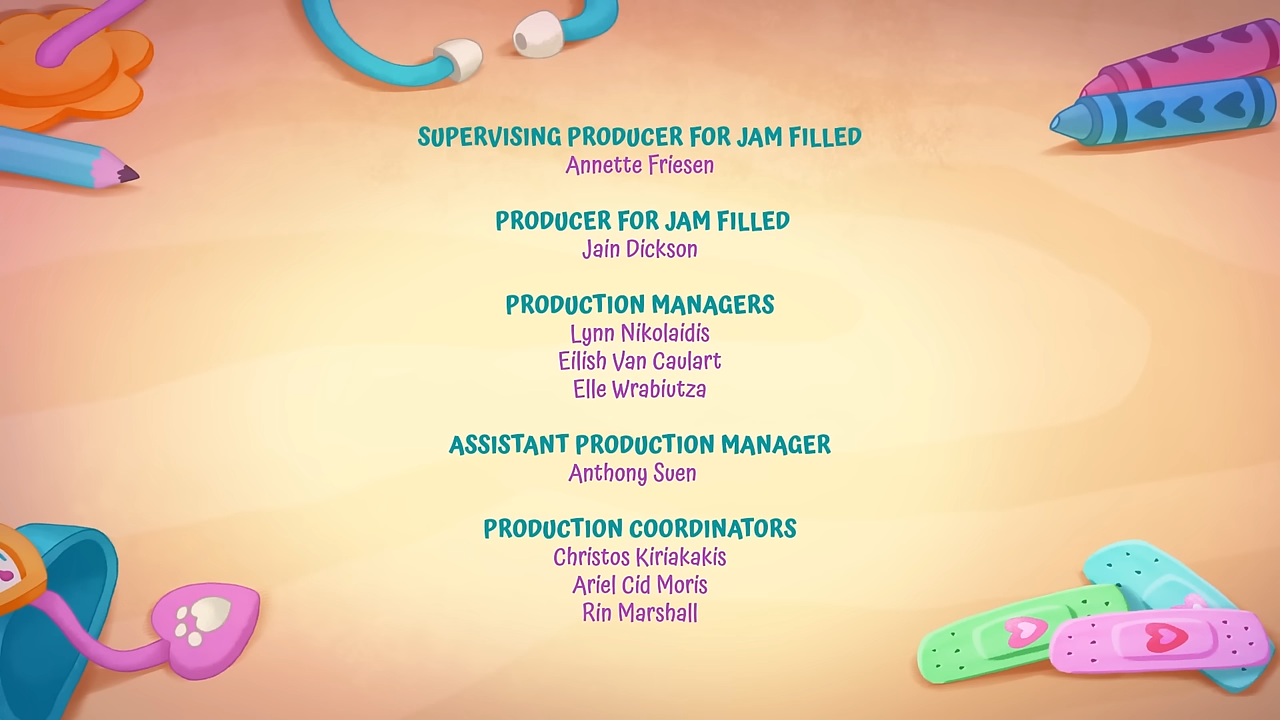 SUPERVISING PRODUCER FOR JAM FILLED
Annette Friesen
PRODUCER FOR JAM FILLED
Jain Dickson
PRODUCTION MANAGERS
Lynn Nikolaidis
Eilish Van Caulart
Elle Wrabiutza
ASSISTANT PRODUCTION MANAGER
Anthony Suen
PRODUCTION COORDINATORS
Christos Kiriakakis
Ariel Cid Moris
Rin Marshall